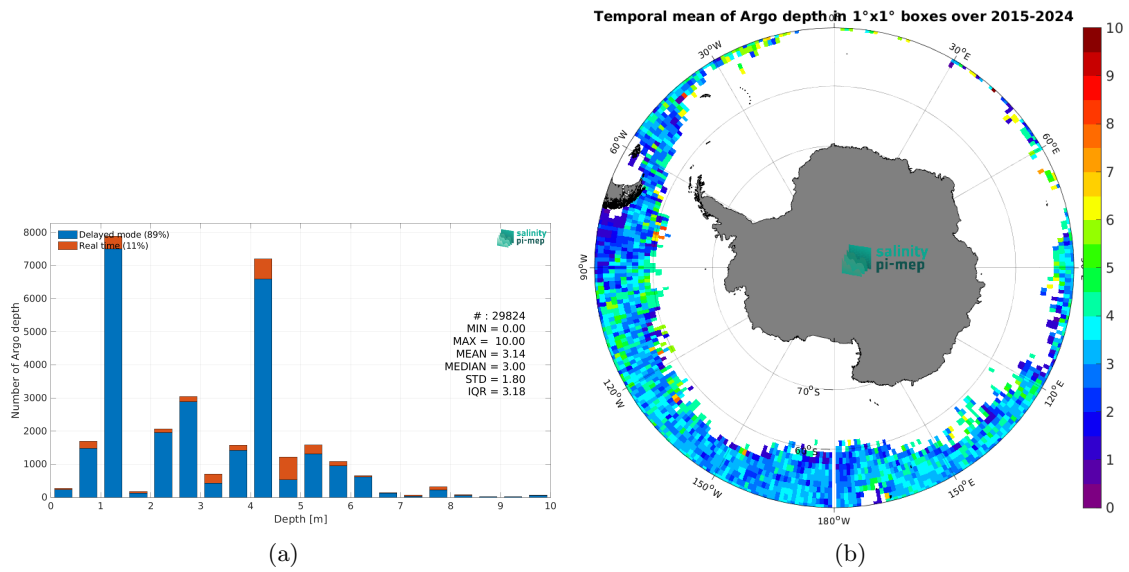 Temporal mean of Argo depth in 1°x1° boxes over 2015-2024
Number of Argo depth
8000
7000
6000
5000
4000
3000
2000
1000
0
Delayed mode (89%)
Real time (11%)
salinity
pi-mep
# : 29824
MIN = 0.00
MAX = 10.00
MEAN = 3.14
MEDIAN = 3.00
STD = 1.80
IQR = 3.18
0 1 2 3 4 5 6 7 8 9 10
Depth [m]
(a)
30°W
30°E
60°W
60°E
90°W
salinity
pi-mep
70°S
120°W
120°E
150°W
150°E
180°W
10
9
8
7
6
5
4
3
2
1
0
(b)